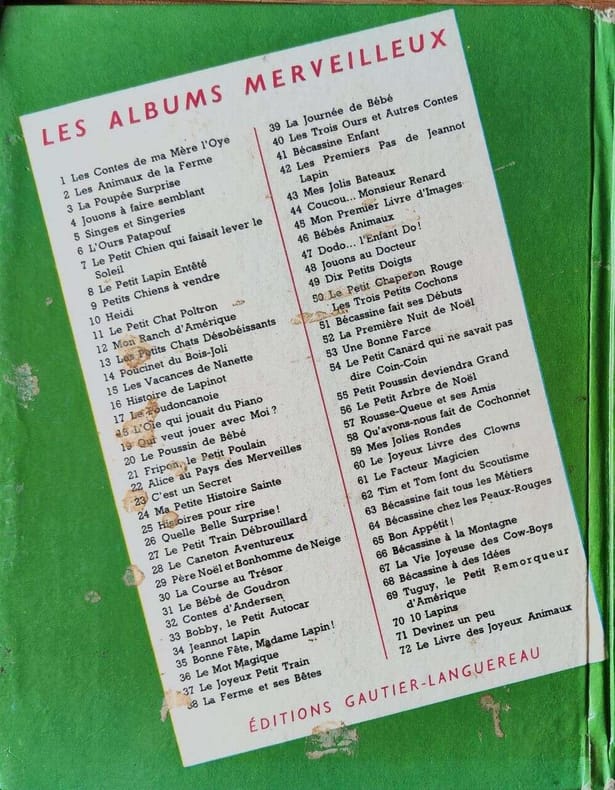 LES ALBUMS MERVEILLEUX
1 Les Contes de ma Mère l'Oye
2 Les Animaux de la Ferme
3 La Poupée Surprise
4 Jouons à faire semblant
5 Singes et Singeries
6 L'Ours Patapouf
7 Le Petit Chien qui faisait lever le
Soleil
8 Le Petit Lapin Entêté
9 Petits Chiens à vendre
10 Heidi
11 Le Petit Chat Poltron
12 Mon Ranch d'Amérique
13 Les Petits Chats Désobéissants
14 Poucinet du Bois-Joli
15 Les Vacances de Nanette
16 Histoire de Lapinot
17 Le Roudoncanoie
18 L'Oie qui jouait du Piano
19 Qui veut jouer avec Moi ?
20 Le Poussin de Bébé
21 Fripon, le Petit Poulain
22 Alice au Pays des Merveilles
23 C'est un Secret
24 Ma Petite Histoire Sainte
25 Histoires pour rire
26 Quelle Belle Surprise !
27 Le Petit Train Débrouillard
28 Le Caneton Aventureux
29 Père Noël et Bonhomme de Neige
30 La Course au Trésor
31 Le Bébé de Goudron
32 Contes d'Andersen
33 Bobby, le Petit Autocar
34 Jeannot Lapin
35 Bonne Fête, Madame Lapin !
36 Le Mot Magique
37 Le Joyeux Petit Train
38 La Ferme et ses Bêtes
39 La Journée de Bébé
40 Les Trois Ours et Autres Contes
41 Bécassine Enfant
42 Les Premiers Pas de Jeannot
Lapin
43 Mes Jolis Bateaux
44 Coucou... Monsieur Renard
45 Mon Premier Livre d'Images
46 Bébés Animaux
47 Dodo... l'Enfant Do !
48 Jouons au Docteur
49 Dix Petits Doigts
50 Le Petit Chaperon Rouge
Les Trois Petits Cochons
51 Bécassine fait ses Débuts
52 La Première Nuit de Noël
53 Une Bonne Farce
54 Le Petit Canard qui ne savait pas
dire Coin-Coin
55 Petit Poussin deviendra Grand
56 Le Petit Arbre de Noël
57 Rousse-Queue et ses Amis
58 Qu'avons-nous fait de Cochonnet
59 Mes Jolies Rondes
60 Le Joyeux Livre des Clowns
61 Le Facteur Magicien
62 Tim et Tom font du Scoutisme
63 Bécassine fait tous les Métiers
64 Bécassine chez les Peaux-Rouges
65 Bon Appétit !
66 Bécassine à la Montagne
67 La Vie Joyeuse des Cow-Boys
68 Bécassine à des Idées
69 Tuguy, le Petit Remorqueur
d'Amérique
70 10 Lapins
71 Devinez un peu
72 Le Livre des Joyeux Animaux
ÉDITIONS GAUTIER-LANGUEREAU